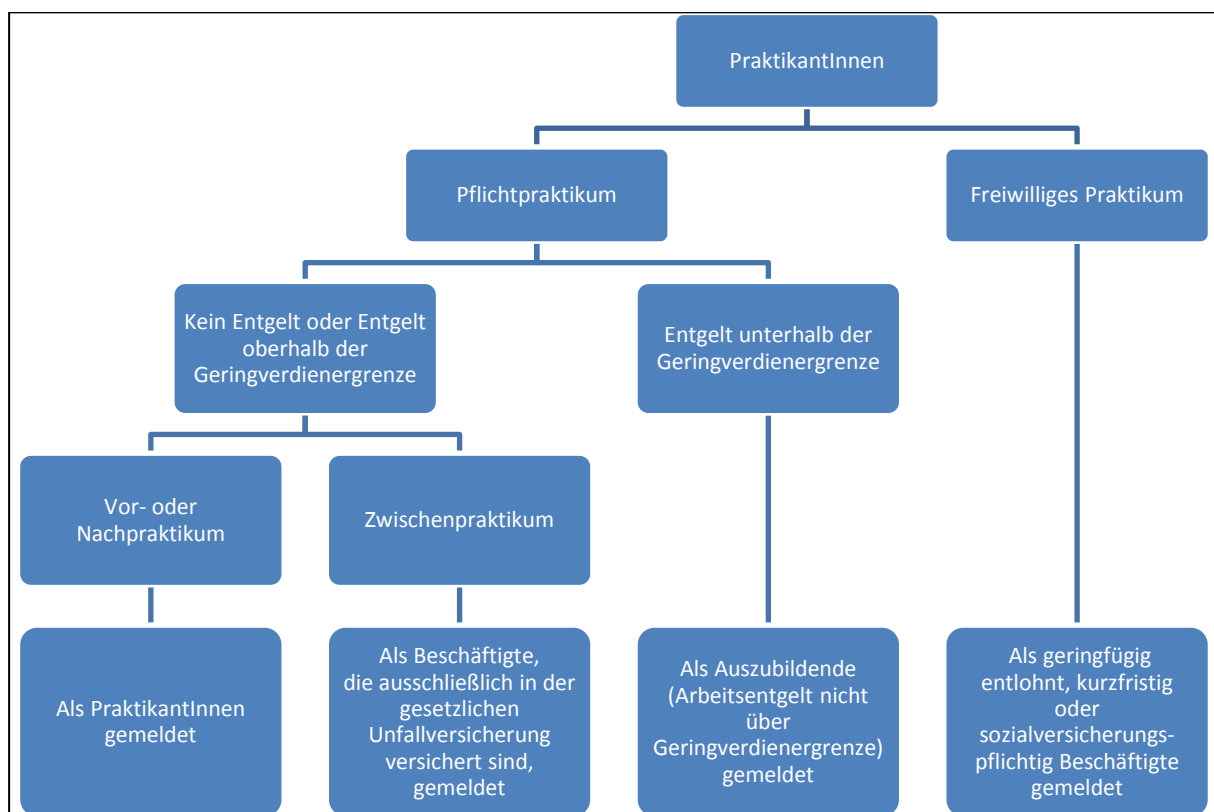 PraktikantInnen
Pflichtpraktikum
Freiwilliges Praktikum
Kein Entgelt oder Entgelt
oberhalb der
Geringverdienergrenze
Entgelt unterhalb der
Geringverdienergrenze
Vor- oder
Nachpraktikum
Zwischenpraktikum
Als PraktikantInnen
gemeldet
Als Beschäftigte,
die ausschließlich in der
gesetzlichen
Unfallversicherung
versichert sind,
gemeldet
Als Auszubildende
(Arbeitsentgelt nicht
über
Geringverdienergrenze)
gemeldet
Als geringfügig
entlohnt, kurzfristig
oder
sozialversicherungs-
pflichtig Beschäftigte
gemeldet